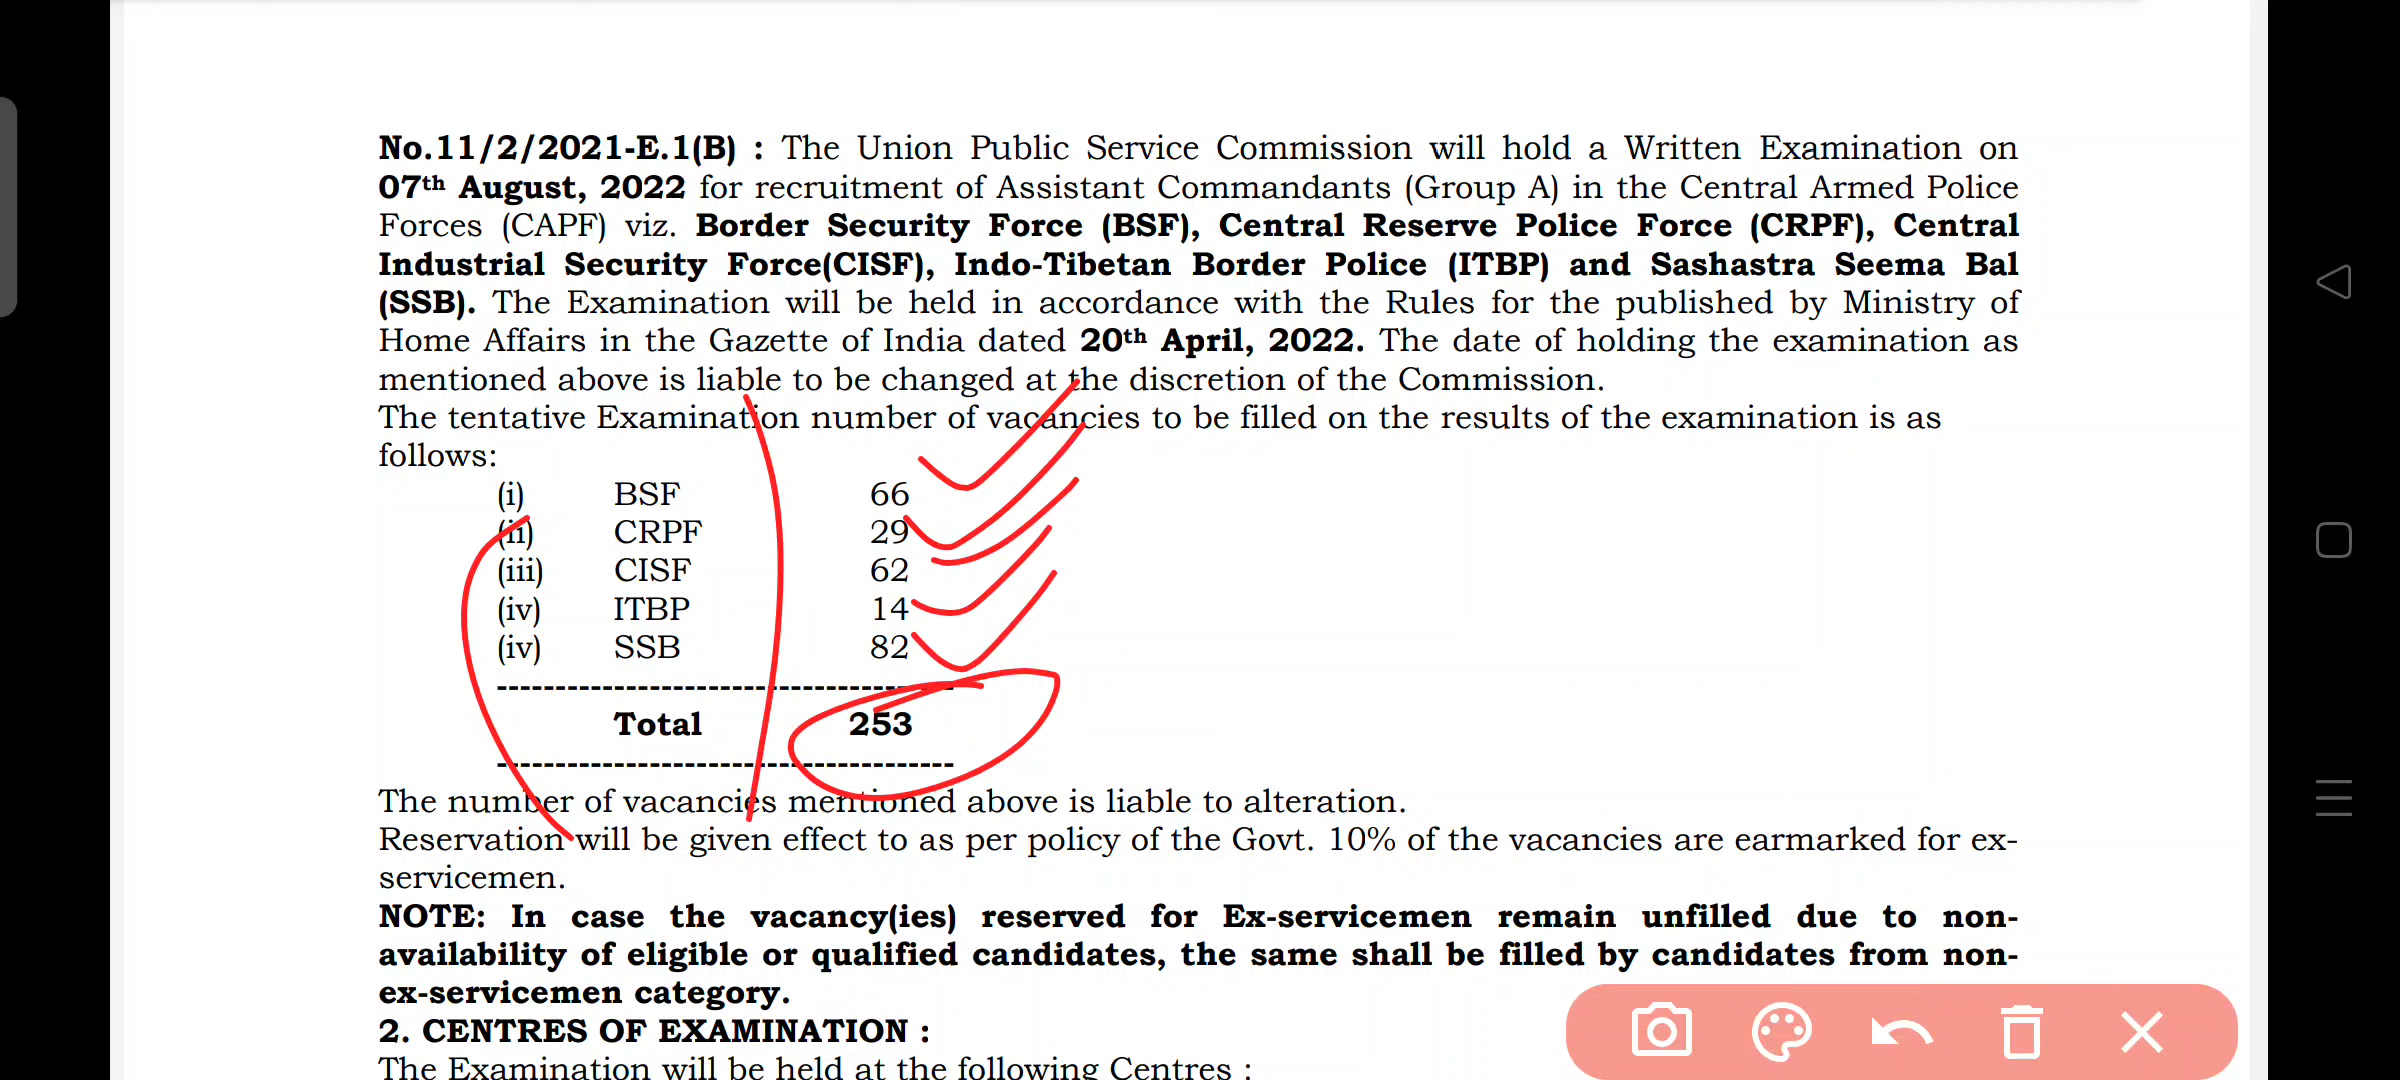 No.11/2/2021-E.1(B) : The Union Public Service Commission will hold a Written Examination on
07th August, 2022 for recruitment of Assistant Commandants (Group A) in the Central Armed Police
Forces (CAPF) viz. Border Security Force (BSF), Central Reserve Police Force (CRPF), Central
Industrial Security Force(CISF), Indo-Tibetan Border Police (ITBP) and Sashastra Seema Bal
(SSB). The Examination will be held in accordance with the Rules for the published by Ministry of
Home Affairs in the Gazette of India dated 20th April, 2022. The date of holding the examination as
mentioned above is liable to be changed at the discretion of the Commission.
The tentative Examination number of vacancies to be filled on the results of the examination is as
follows:
(i) BSF 66
(ii) CRPF 29
(iii) CISF 62
(iv) ITBP 14
(iv) SSB 82
---------------------------------------
Total 253
---------------------------------------
The number of vacancies mentioned above is liable to alteration.
Reservation will be given effect to as per policy of the Govt. 10% of the vacancies are earmarked for ex-
servicemen.
NOTE: In case the vacancy(ies) reserved for Ex-servicemen remain unfilled due to non-
availability of eligible or qualified candidates, the same shall be filled by candidates from non-
ex-servicemen category.
2. CENTRES OF EXAMINATION :
The Examination will be held at the following Centres :